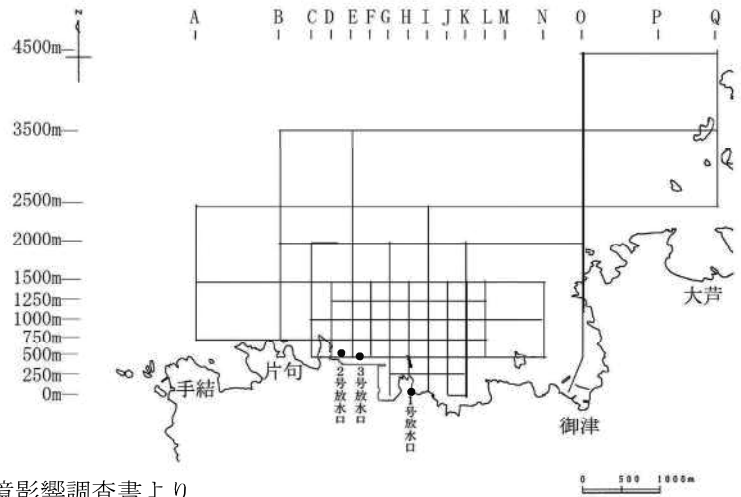 A B C D E F G H I J K L M N O P Q
N
4500m
3500m
2500m
2000m
1500m
1250m
1000m
750m
500m
250m
0m
大芦
片句
手結
2号放水口
3号放水口
1号放水口
御津
0 500 1000m
境影響調査書より